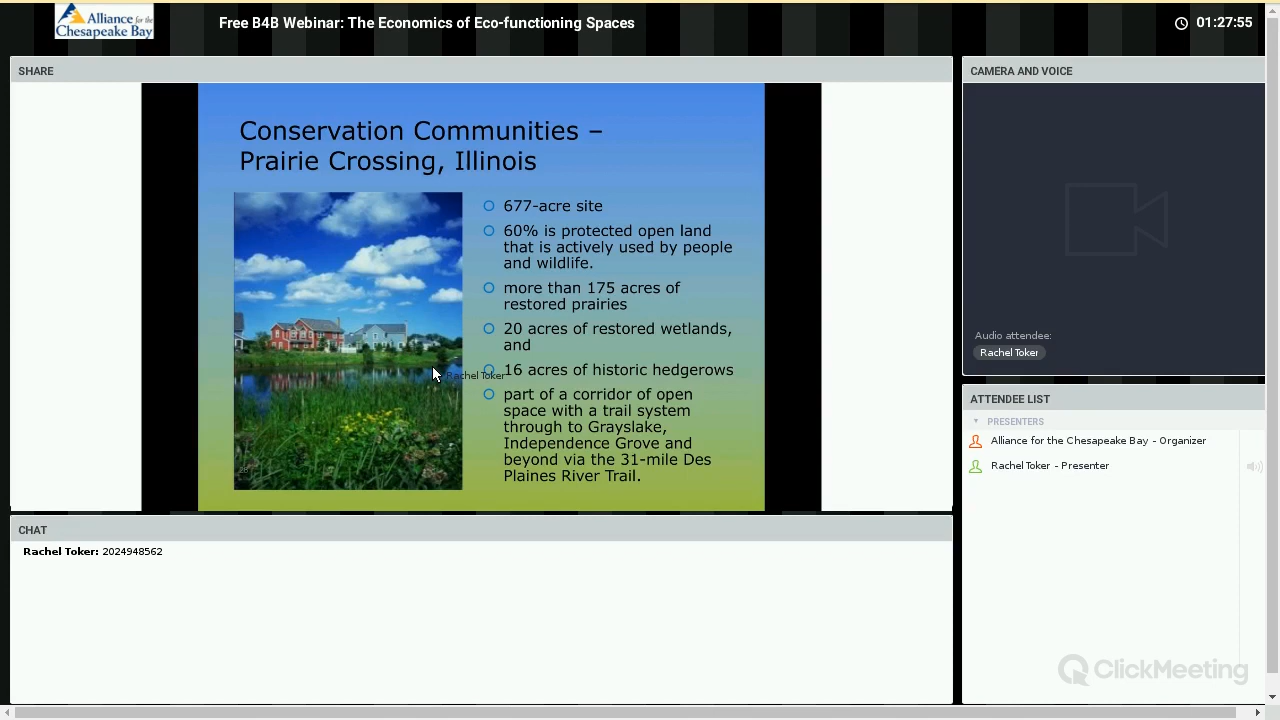 Alliance for the
Chesapeake Bay
Free B4B Webinar: The Economics of Eco-functioning Spaces
01:27:55
SHARE
Conservation Communities –
Prairie Crossing, Illinois
677-acre site
60% is protected open land
that is actively used by people
and wildlife.
more than 175 acres of
restored prairies
20 acres of restored wetlands,
and
16 acres of historic hedgerows
part of a corridor of open
space with a trail system
through to Grayslake,
Independence Grove and
beyond via the 31-mile Des
Plaines River Trail.
Rachel Toker
28
CHAT
Rachel Toker: 2024948562
CAMERA AND VOICE
Audio attendee:
Rachel Toker
ATTENDEE LIST
PRESENTERS
Alliance for the Chesapeake Bay - Organizer
Rachel Toker - Presenter
ClickMeeting